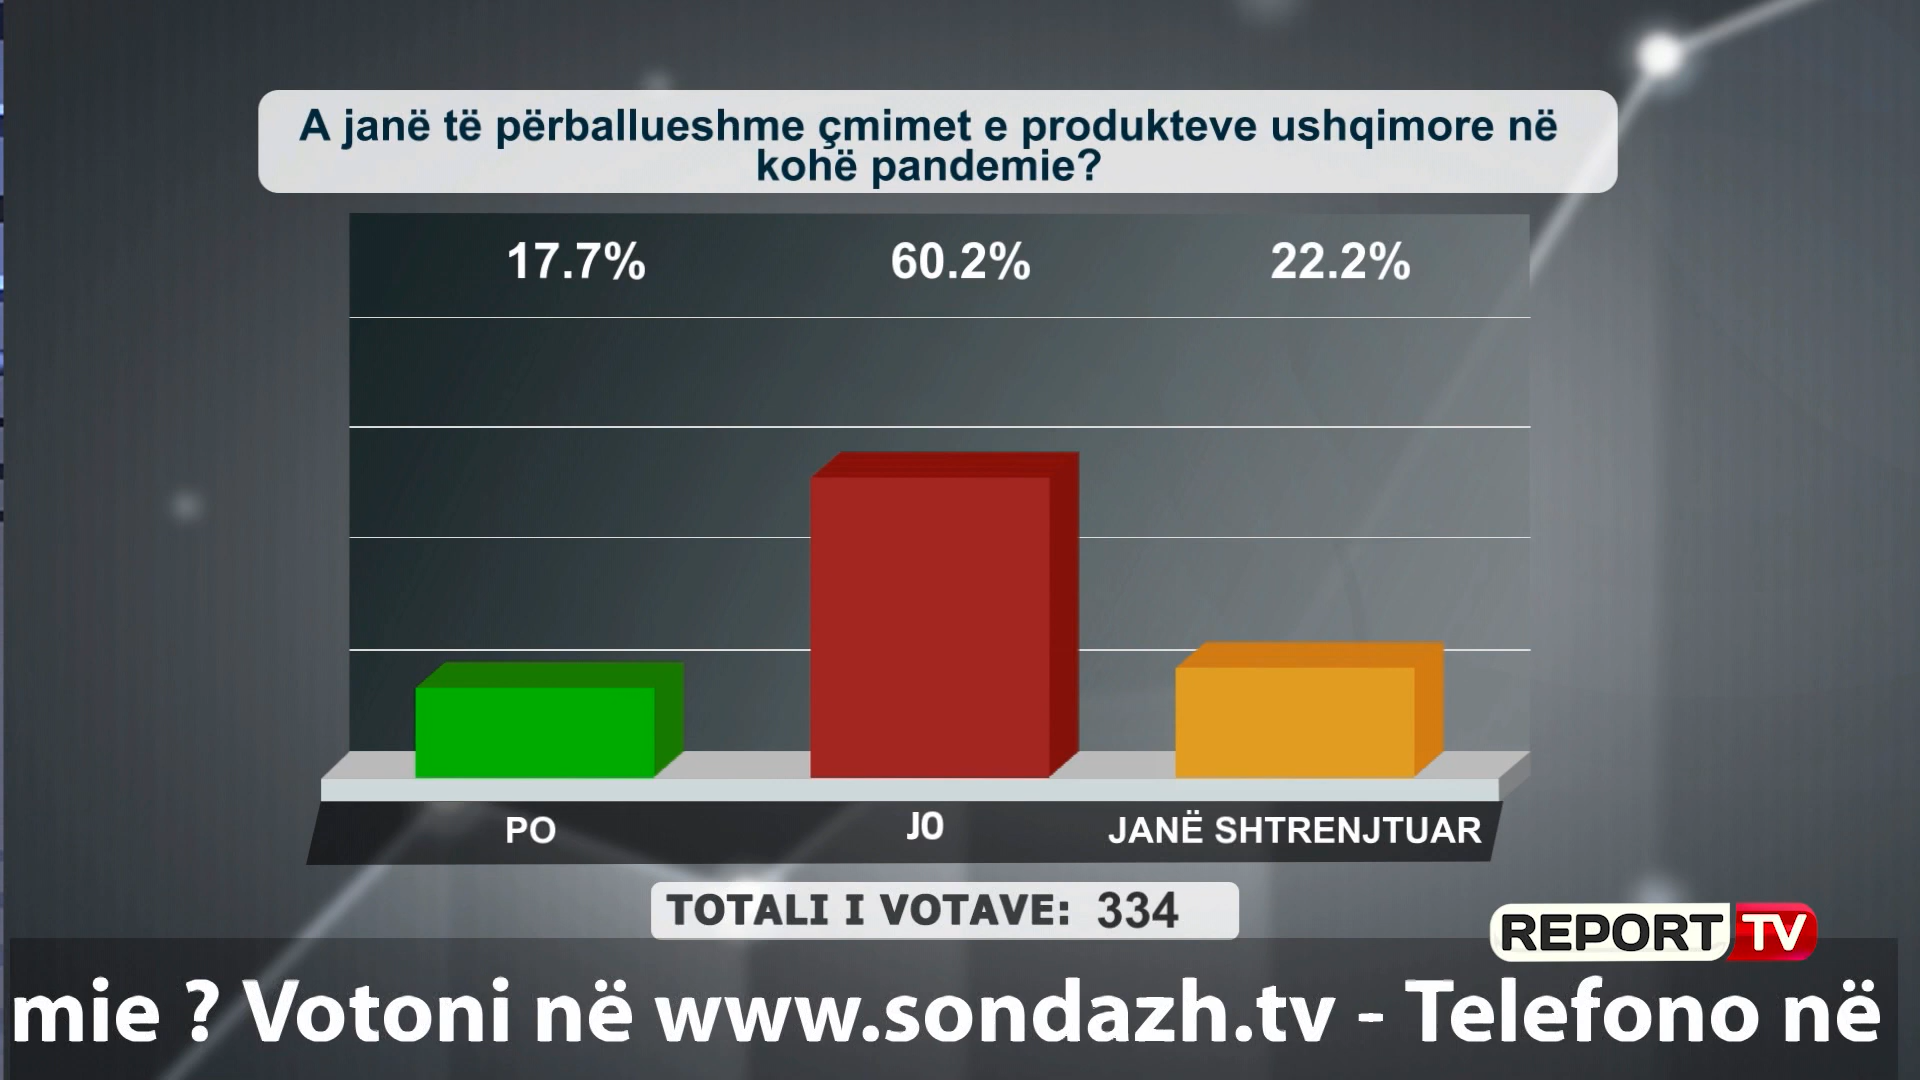 A janë të përballueshme çmimet e produkteve ushqimore në
kohë pandemie?
17.7% 60.2% 22.2%
PO JO JANË SHTRENJTUAR
TOTALI I VOTAVE: 334
REPORT TV
mie ? Votoni në www.sondazh.tv - Telefono në